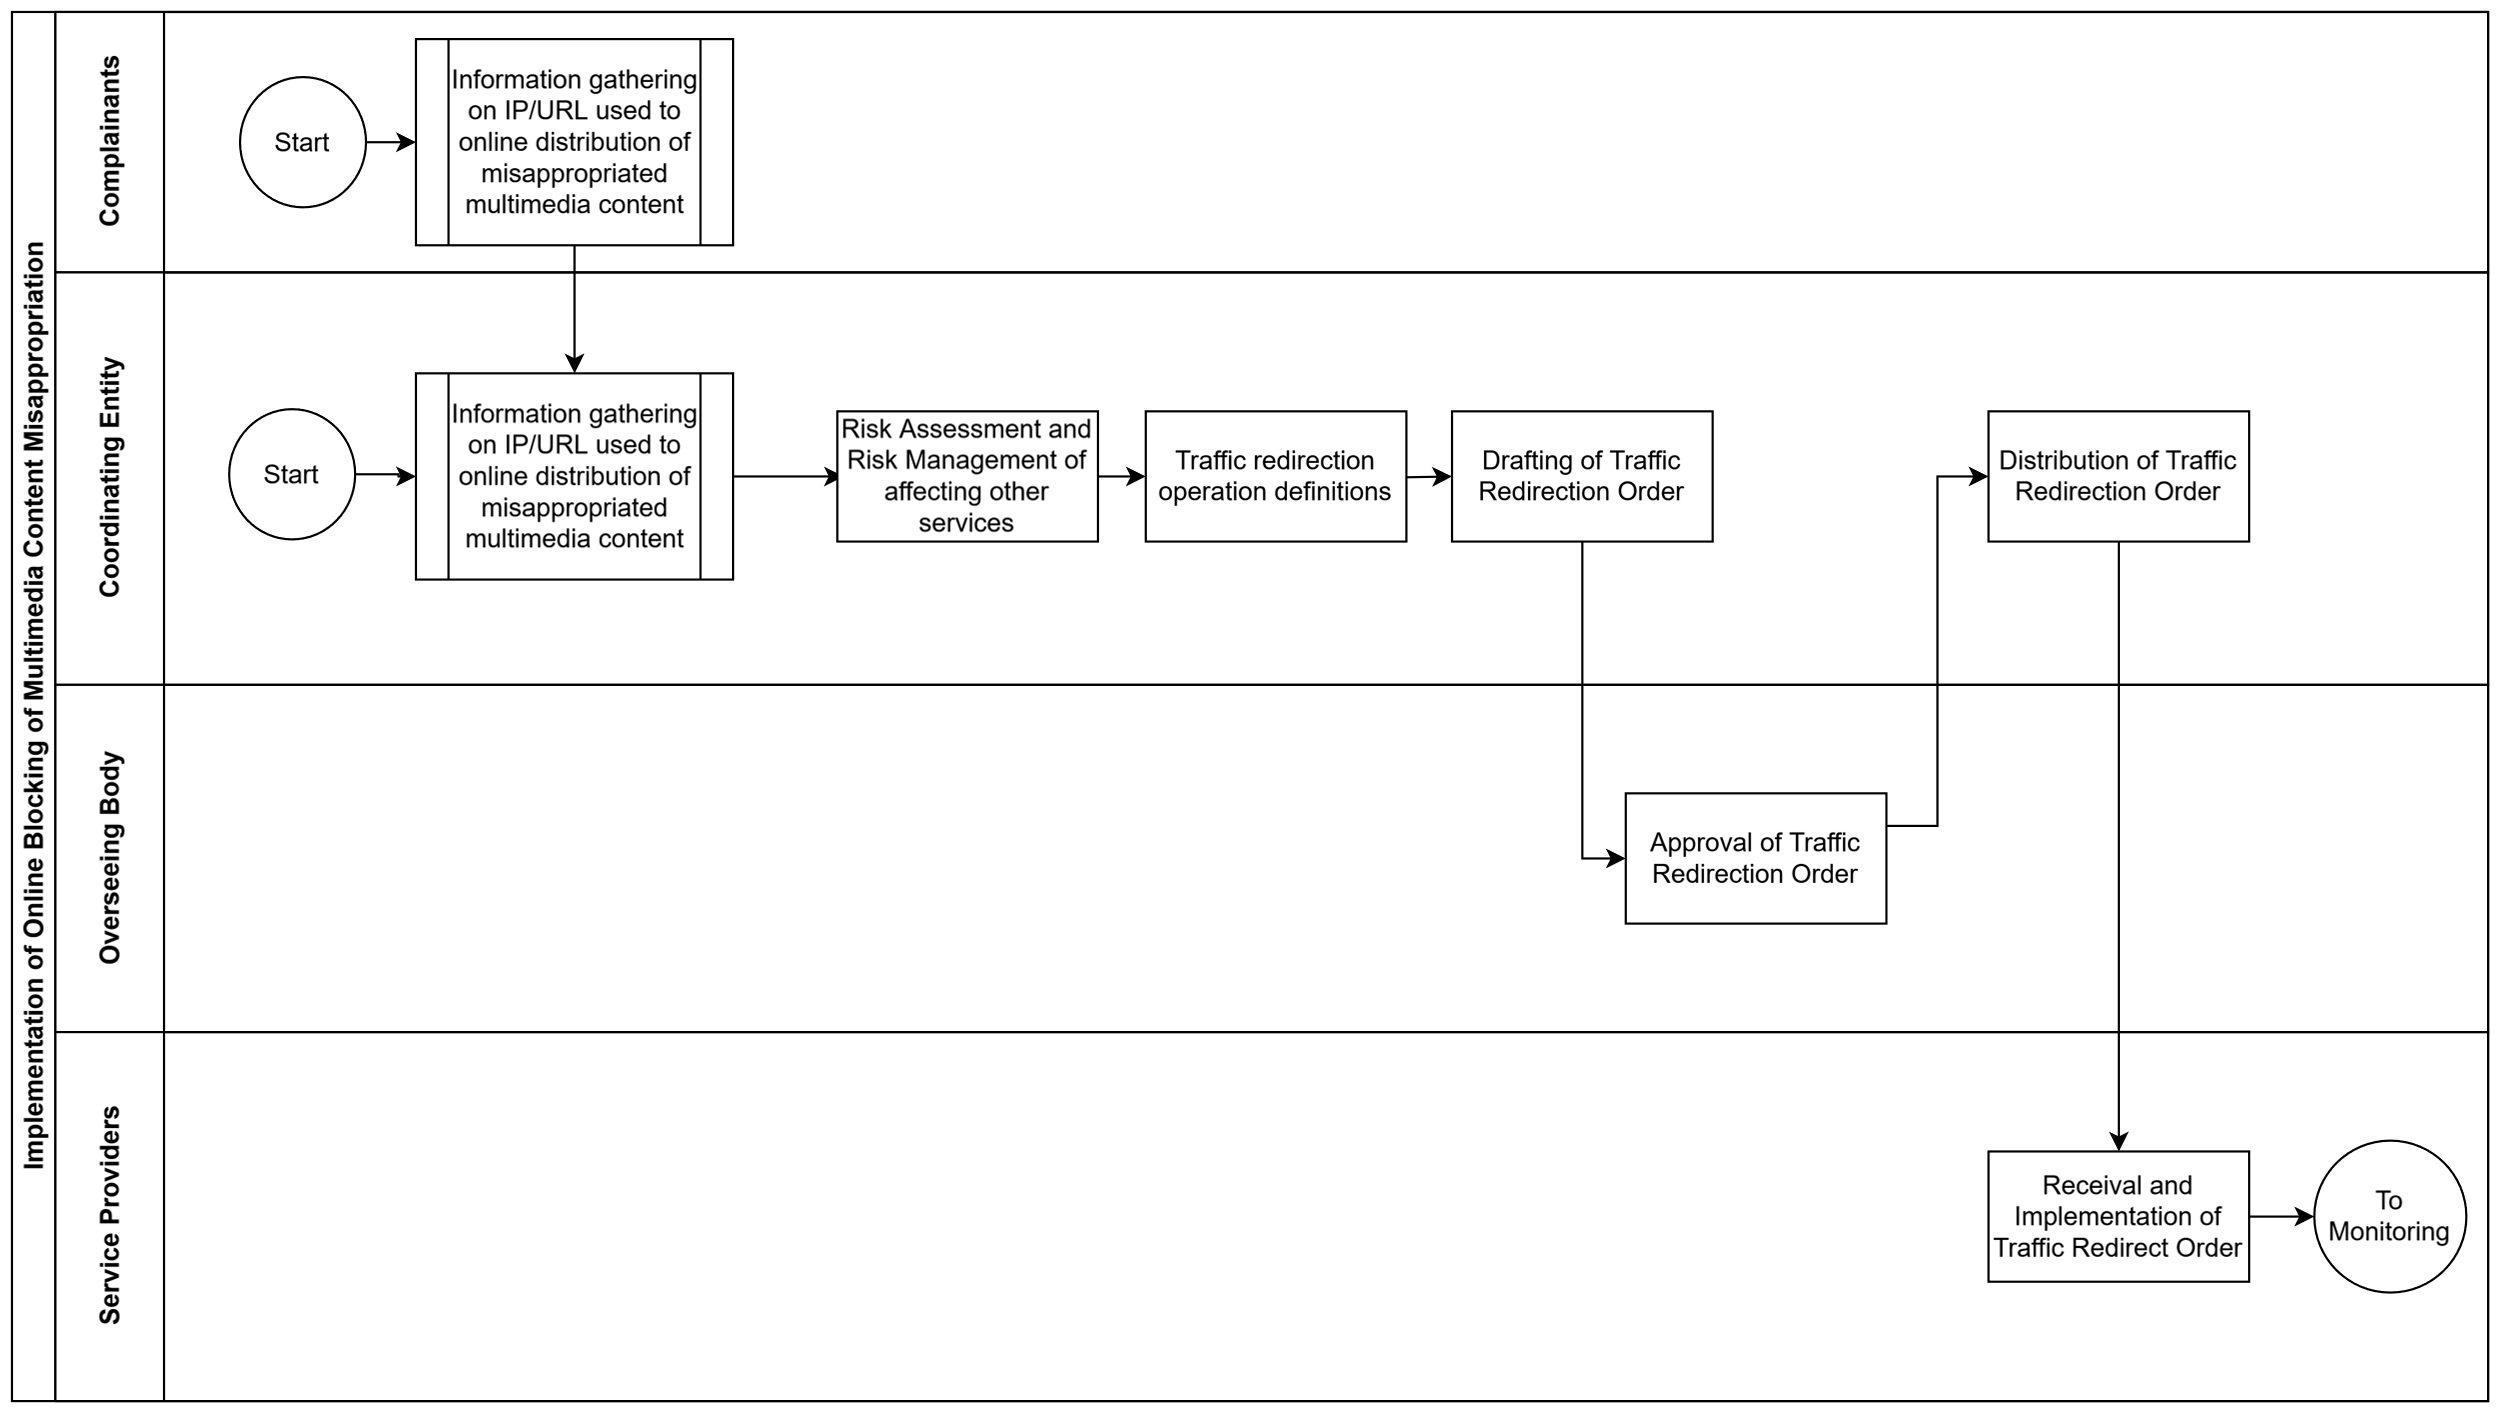 Implementation of Online Blocking of Multimedia Content Misappropriation
Complainants
Start
Information gathering
on IP/URL used to
online distribution of
misappropriated
multimedia content
Coordinating Entity
Start
Information gathering
on IP/URL used to
online distribution of
misappropriated
multimedia content
Risk Assessment and
Risk Management of
affecting other
services
Traffic redirection
operation definitions
Drafting of Traffic
Redirection Order
Distribution of Traffic
Redirection Order
Overseeing Body
Approval of Traffic
Redirection Order
Service Providers
Receival and
Implementation of
Traffic Redirect Order
To
Monitoring